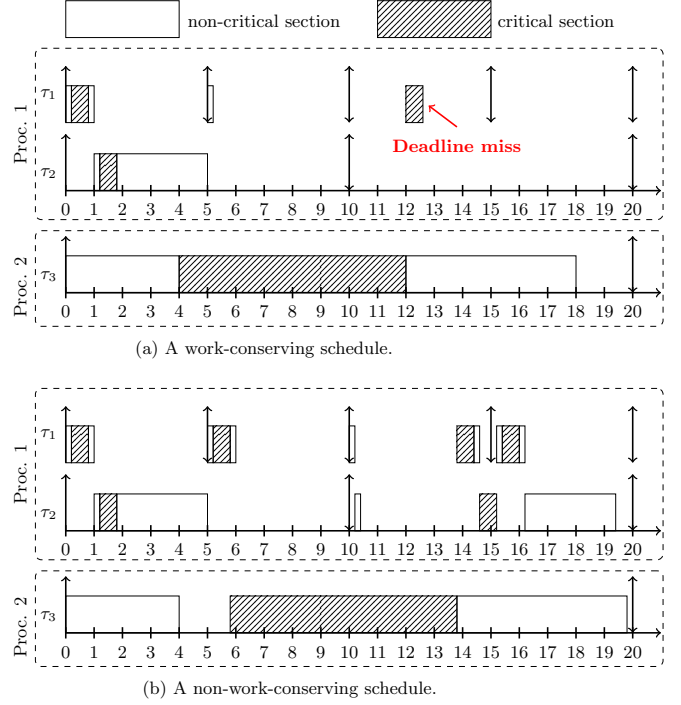 non-critical section
critical section
Proc. 1
τ1
Deadline miss
τ2
0 1 2 3 4 5 6 7 8 9 10 11 12 13 14 15 16 17 18 19 20
Proc. 2
τ3
0 1 2 3 4 5 6 7 8 9 10 11 12 13 14 15 16 17 18 19 20
(a) A work-conserving schedule.
Proc. 1
τ1
τ2
0 1 2 3 4 5 6 7 8 9 10 11 12 13 14 15 16 17 18 19 20
Proc. 2
τ3
0 1 2 3 4 5 6 7 8 9 10 11 12 13 14 15 16 17 18 19 20
(b) A non-work-conserving schedule.